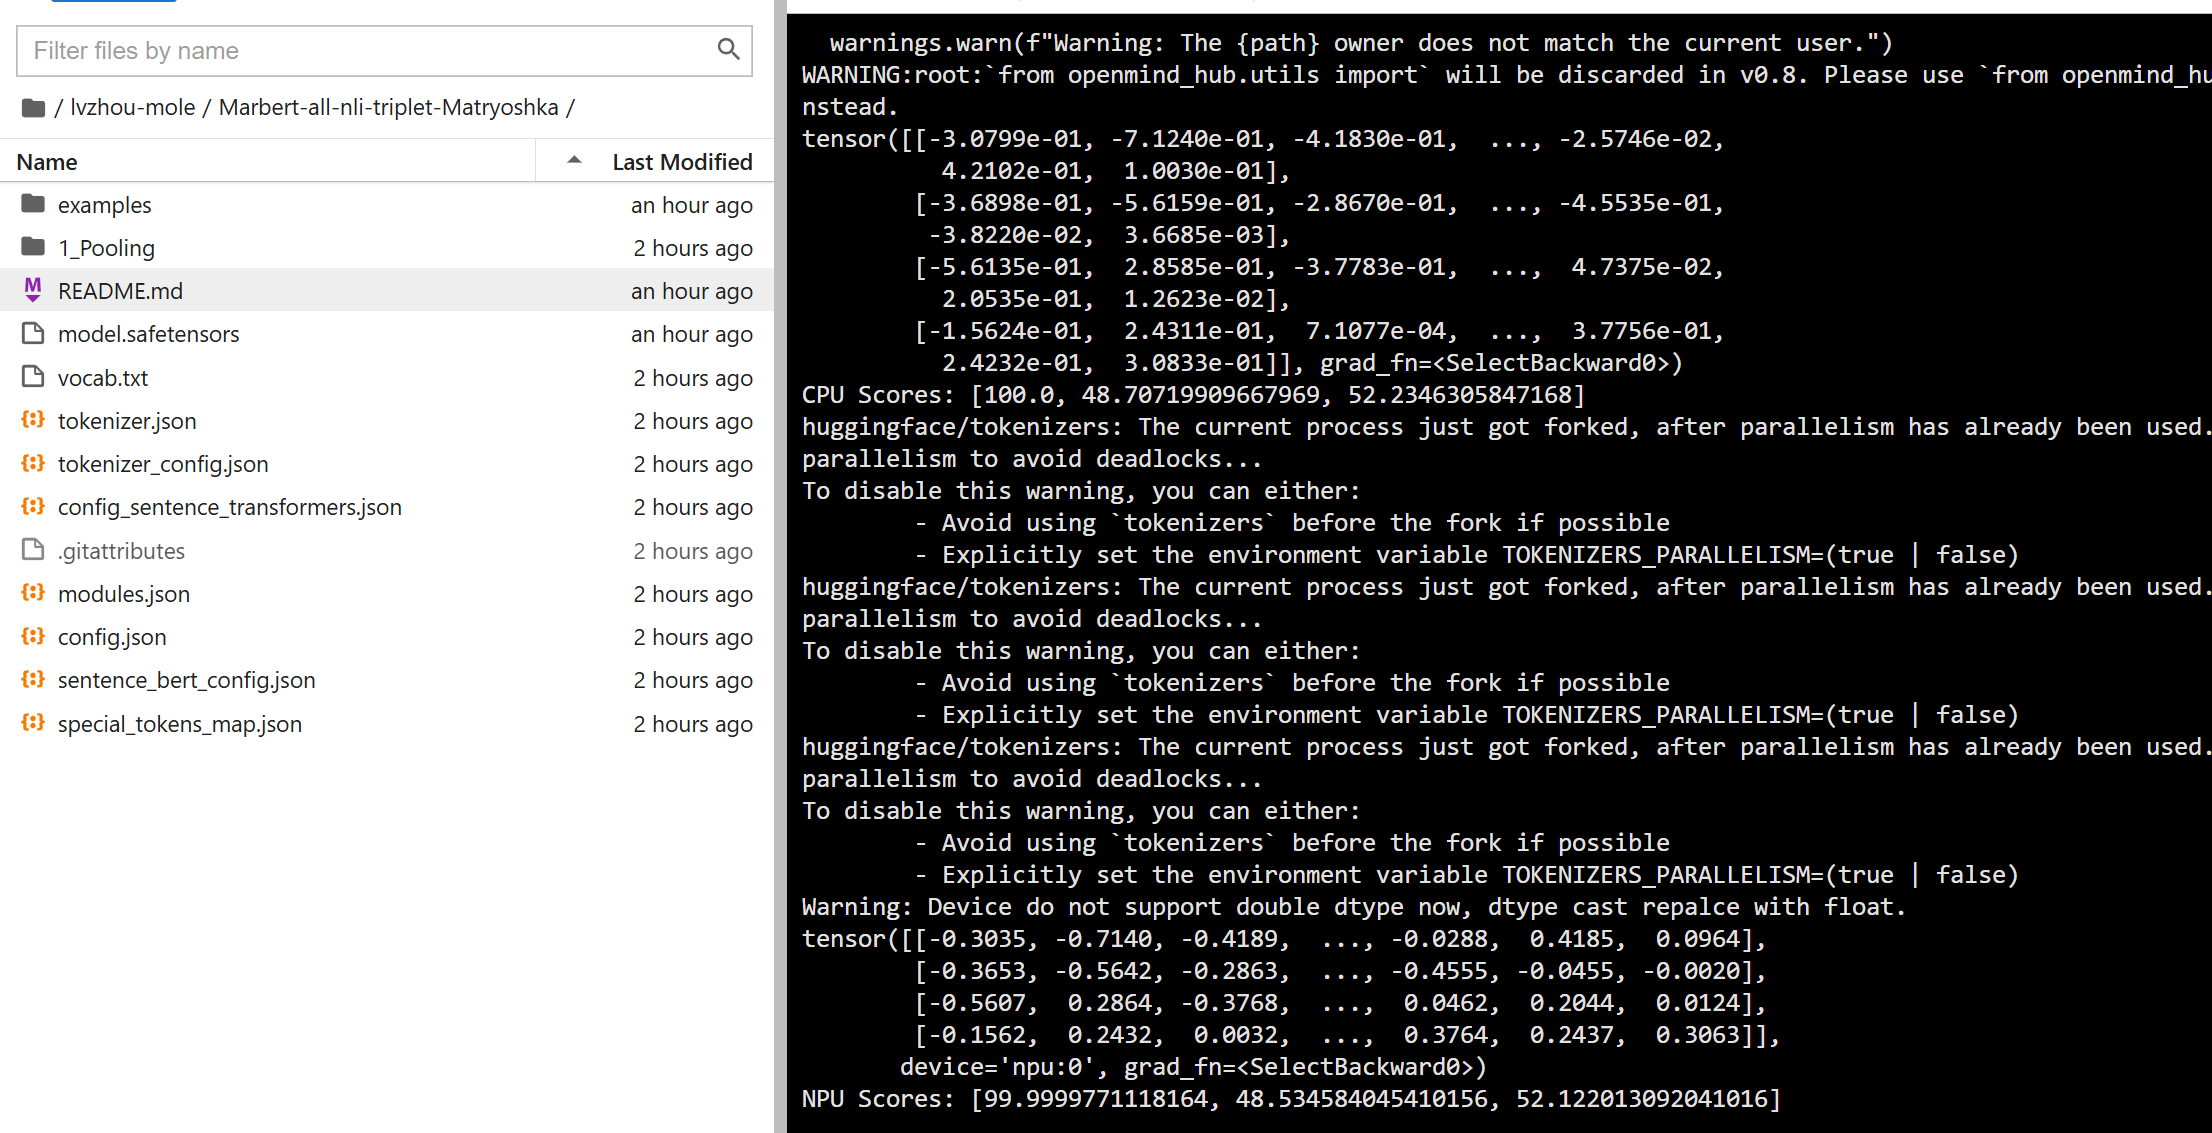 Filter files by name
/ lvzhou-mole / Marbert-all-nli-triplet-Matryoshka /
Name Last Modified
examples an hour ago
1_Pooling 2 hours ago
README.md an hour ago
model.safetensors an hour ago
vocab.txt 2 hours ago
tokenizer.json 2 hours ago
tokenizer_config.json 2 hours ago
config_sentence_transformers.json 2 hours ago
.gitattributes 2 hours ago
modules.json 2 hours ago
config.json 2 hours ago
sentence_bert_config.json 2 hours ago
special_tokens_map.json 2 hours ago
warnings.warn(f"Warning: The {path} owner does not match the current user.")
WARNING:root:`from openmind_hub.utils import` will be discarded in v0.8. Please use `from openmind_hu
nstead.
tensor([[-3.0799e-01, -7.1240e-01, -4.1830e-01,  ..., -2.5746e-02,
4.2102e-01,  1.0030e-01],
[-3.6898e-01, -5.6159e-01, -2.8670e-01,  ..., -4.5535e-01,
-3.8220e-02,  3.6685e-03],
[-5.6135e-01,  2.8585e-01, -3.7783e-01,  ...,  4.7375e-02,
2.0535e-01,  1.2623e-02],
[-1.5624e-01,  2.4311e-01,  7.1077e-04,  ...,  3.7756e-01,
2.4232e-01,  3.0833e-01]], grad_fn=<SelectBackward0>)
CPU Scores: [100.0, 48.70719909667969, 52.2346305847168]
huggingface/tokenizers: The current process just got forked, after parallelism has already been used.
parallelism to avoid deadlocks...
To disable this warning, you can either:
- Avoid using `tokenizers` before the fork if possible
- Explicitly set the environment variable TOKENIZERS_PARALLELISM=(true | false)
huggingface/tokenizers: The current process just got forked, after parallelism has already been used.
parallelism to avoid deadlocks...
To disable this warning, you can either:
- Avoid using `tokenizers` before the fork if possible
- Explicitly set the environment variable TOKENIZERS_PARALLELISM=(true | false)
huggingface/tokenizers: The current process just got forked, after parallelism has already been used.
parallelism to avoid deadlocks...
To disable this warning, you can either:
- Avoid using `tokenizers` before the fork if possible
- Explicitly set the environment variable TOKENIZERS_PARALLELISM=(true | false)
Warning: Device do not support double dtype now, dtype cast repalce with float.
tensor([[-0.3035, -0.7140, -0.4189,  ..., -0.0288,  0.4185,  0.0964],
[-0.3653, -0.5642, -0.2863,  ..., -0.4555, -0.0455, -0.0020],
[-0.5607,  0.2864, -0.3768,  ...,  0.0462,  0.2044,  0.0124],
[-0.1562,  0.2432,  0.0032,  ...,  0.3764,  0.2437,  0.3063]],
device='npu:0', grad_fn=<SelectBackward0>)
NPU Scores: [99.9999771118164, 48.534584045410156, 52.122013092041016]